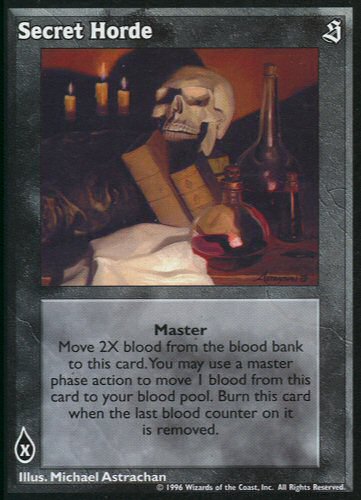 Secret Horde
Master
Move 2X blood from the blood bank
to this card. You may use a master
phase action to move 1 blood from this
card to your blood pool. Burn this card
when the last blood counter on it
is removed.
X
Illus. Michael Astrachan
© 1996 Wizards of the Coast, Inc. All rights reserved.